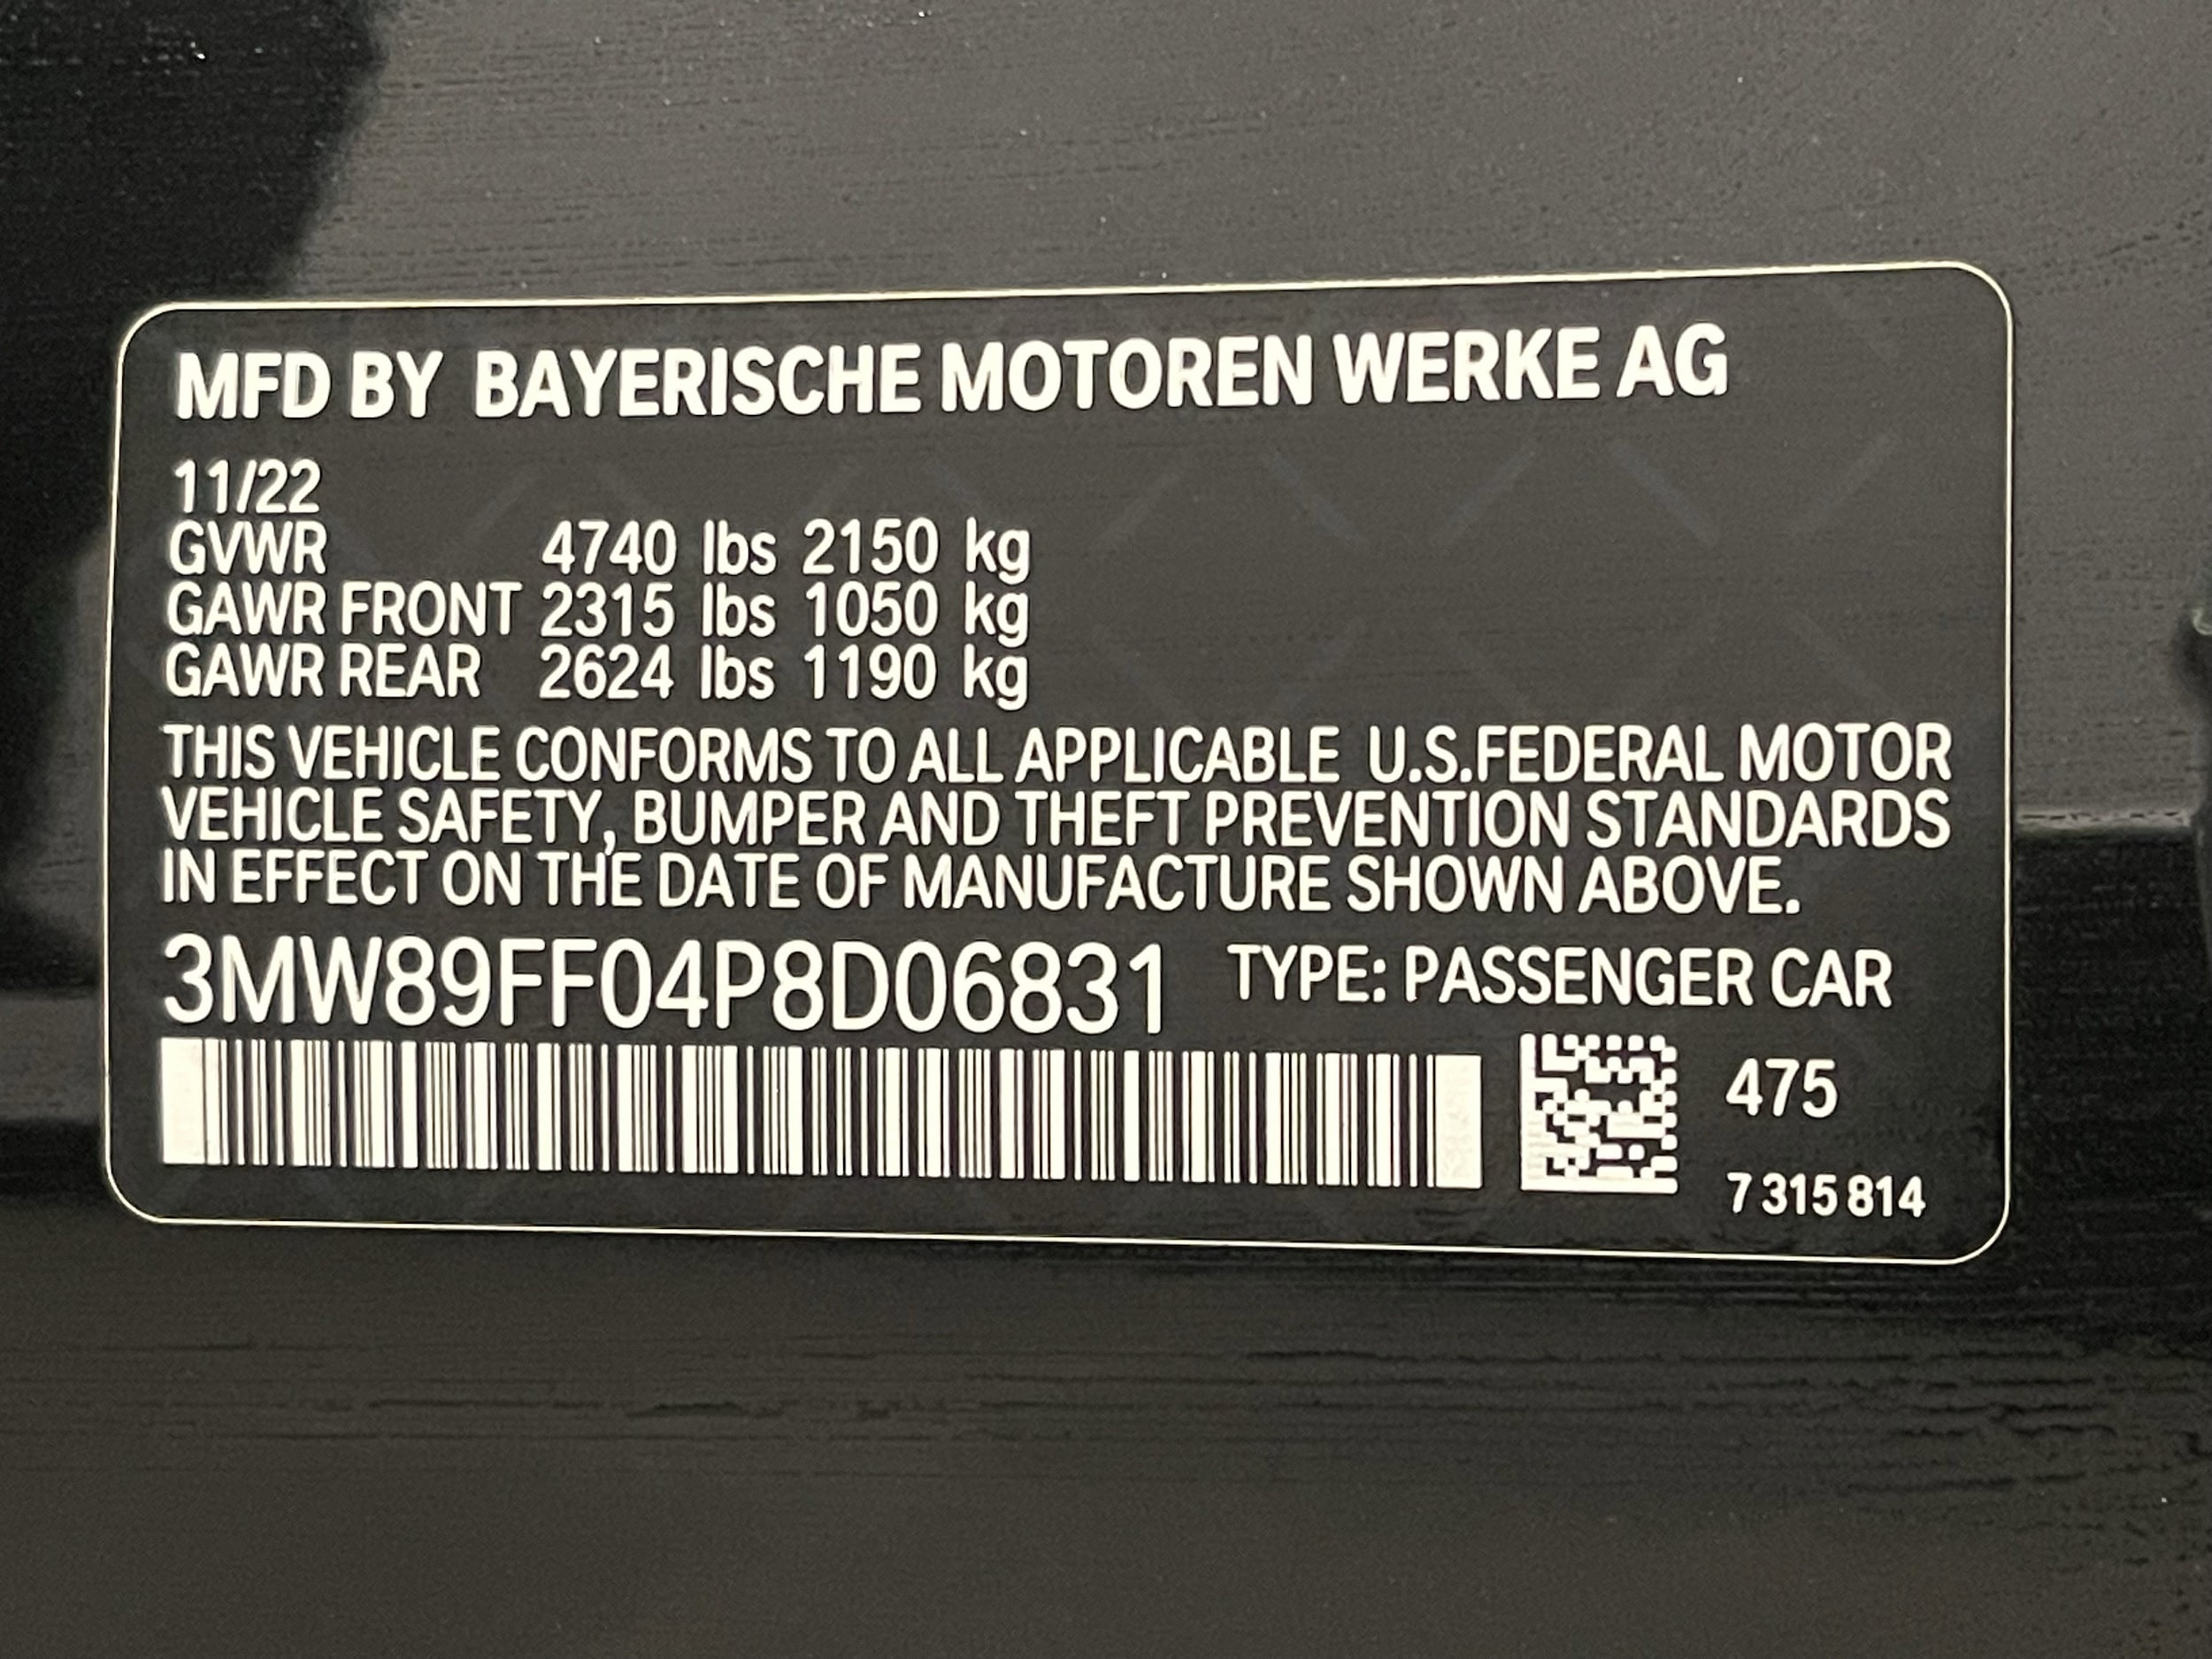 MFD BY BAYERISCHE MOTOREN WERKE AG
11/22
GVWR 4740 lbs 2150 kg
GAWR FRONT 2315 lbs 1050 kg
GAWR REAR 2624 lbs 1190 kg
THIS VEHICLE CONFORMS TO ALL APPLICABLE U.S.FEDERAL MOTOR
VEHICLE SAFETY, BUMPER AND THEFT PREVENTION STANDARDS
IN EFFECT ON THE DATE OF MANUFACTURE SHOWN ABOVE.
3MW89FF04P8D06831 TYPE: PASSENGER CAR
475
7 315 814